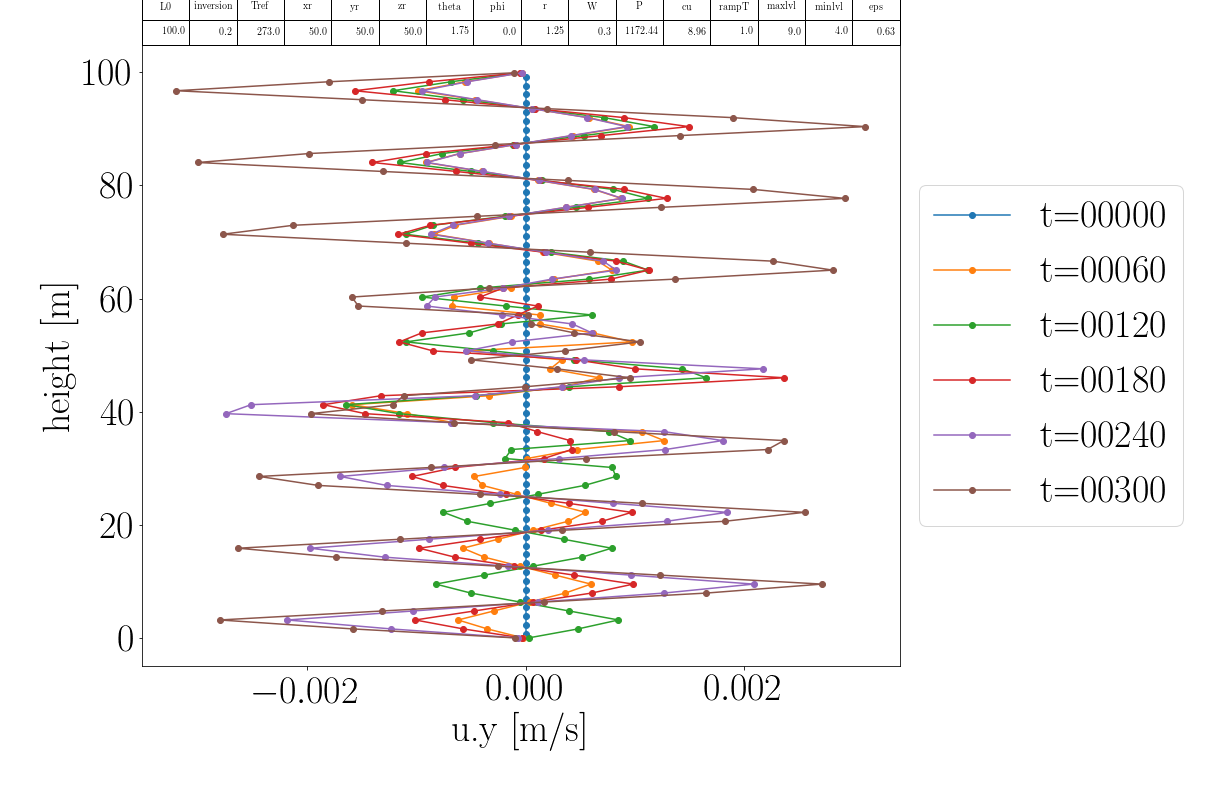 L0 inversion Tref xr yr zr theta phi r W P cu rampT maxlvl minlvl eps
100.0 0.2 273.0 50.0 50.0 50.0 1.75 0.0 1.25 0.3 1172.44 8.96 1.0 9.0 4.0 0.63
100
80
60
40
20
0
height [m]
−0.002 0.000 0.002
u.y [m/s]
t=00000
t=00060
t=00120
t=00180
t=00240
t=00300